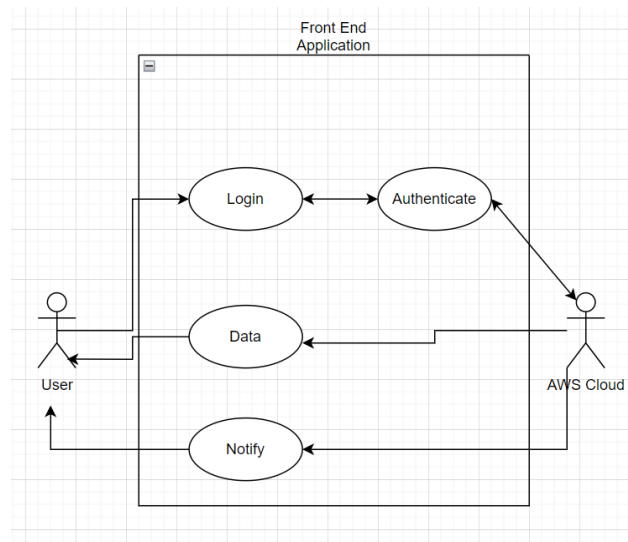 Front End
Application
Login
Authenticate
Data
User
AWS Cloud
Notify